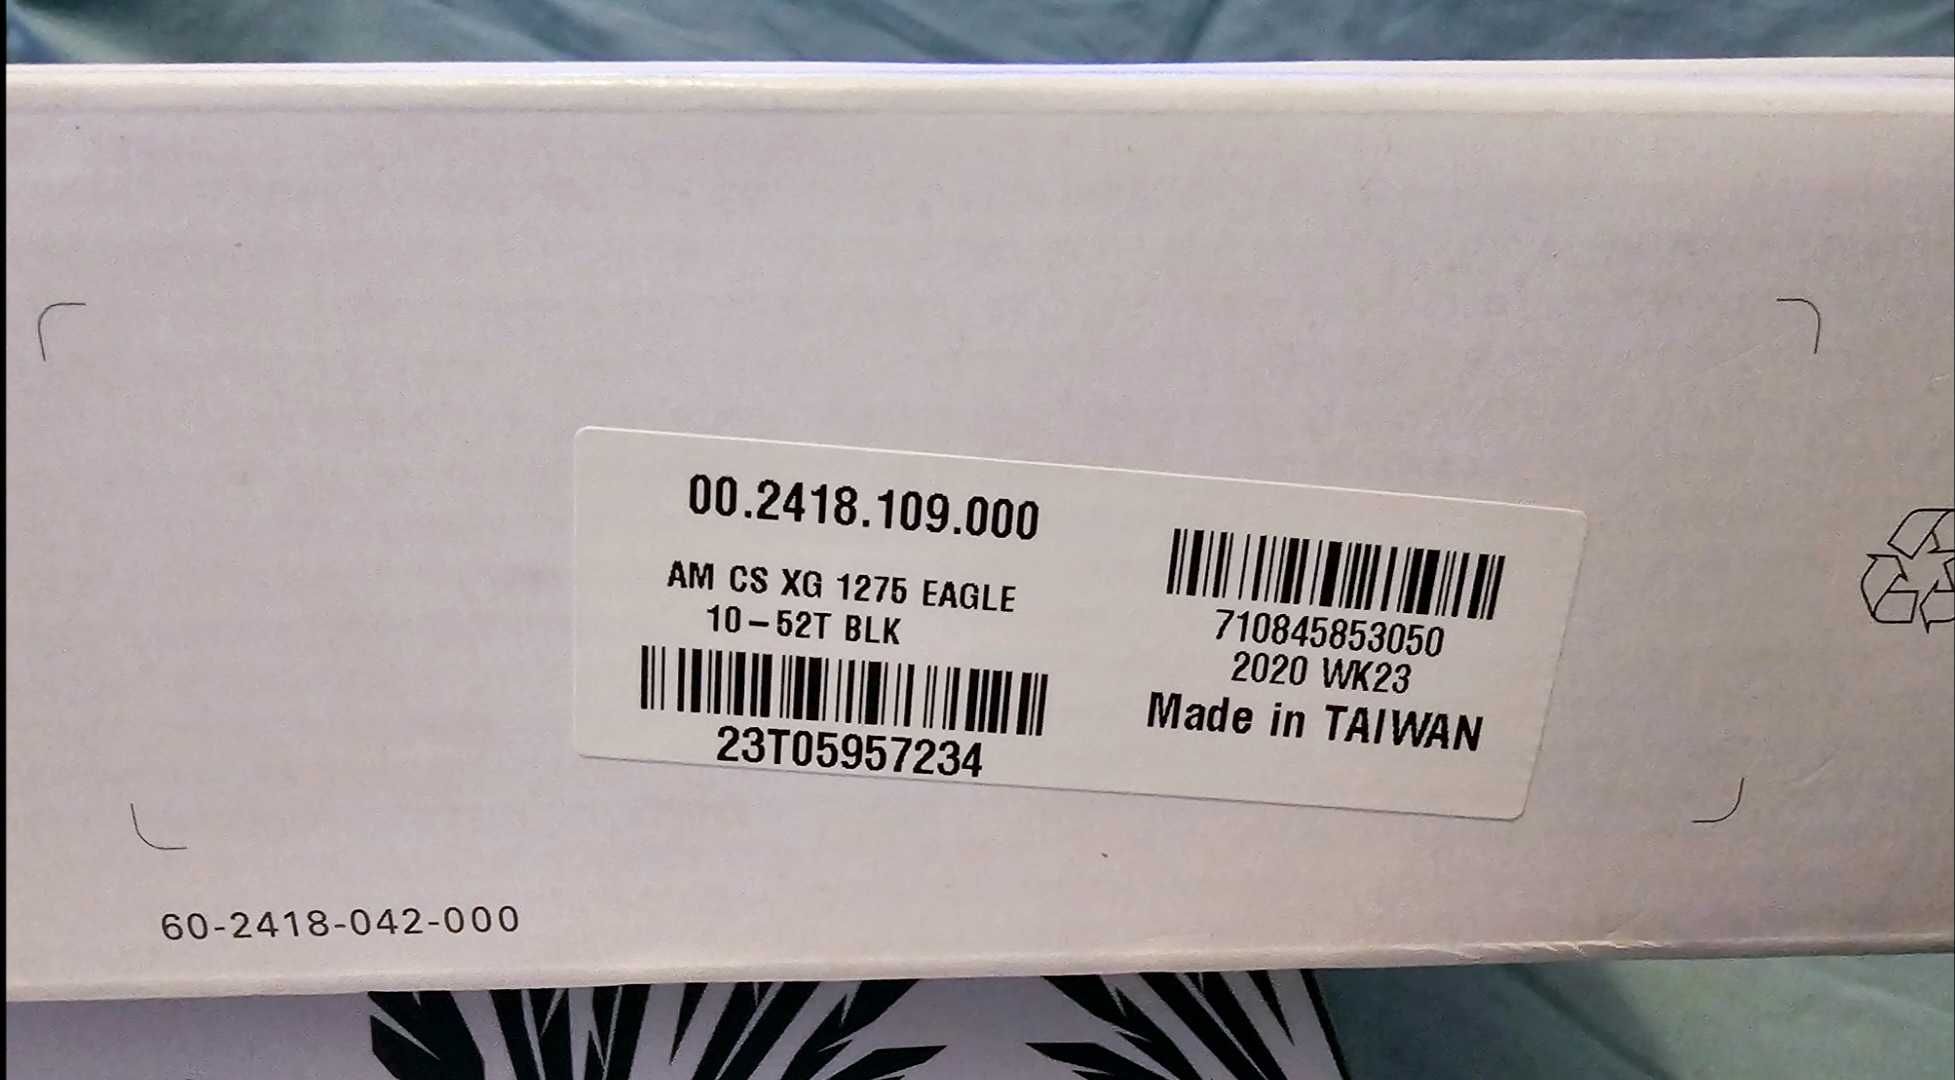 00.2418.109.000
AM CS XG 1275 EAGLE
10-52T BLK
23T05957234
710845853050
2020 WK23
Made in TAIWAN
60-2418-042-000